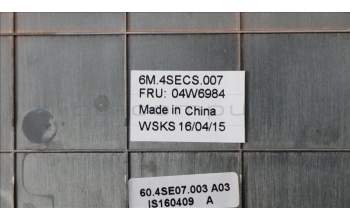 6M.4SECS.007
FRU: 04W6984
Made in China
WSKS 16/04/15
60.4SE07.003 A03
IS160409 A